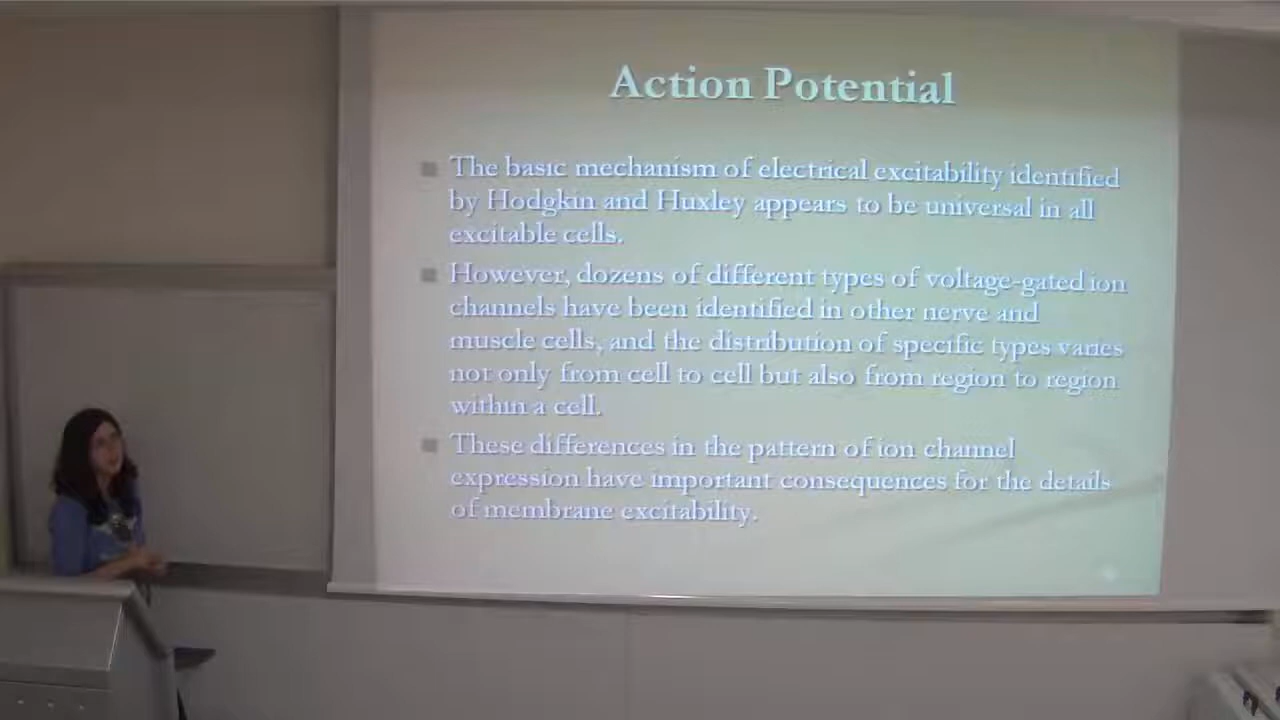 Action Potential
The basic mechanism of electrical excitability identified
by Hodgkin and Huxley appears to be universal in all
excitable cells.
However, dozens of different types of voltage-gated ion
channels have been identified in other nerve and
muscle cells, and the distribution of specific types varies
not only from cell to cell but also from region to region
within a cell.
These differences in the pattern of ion channel
expression have important consequences for the details
of membrane excitability.